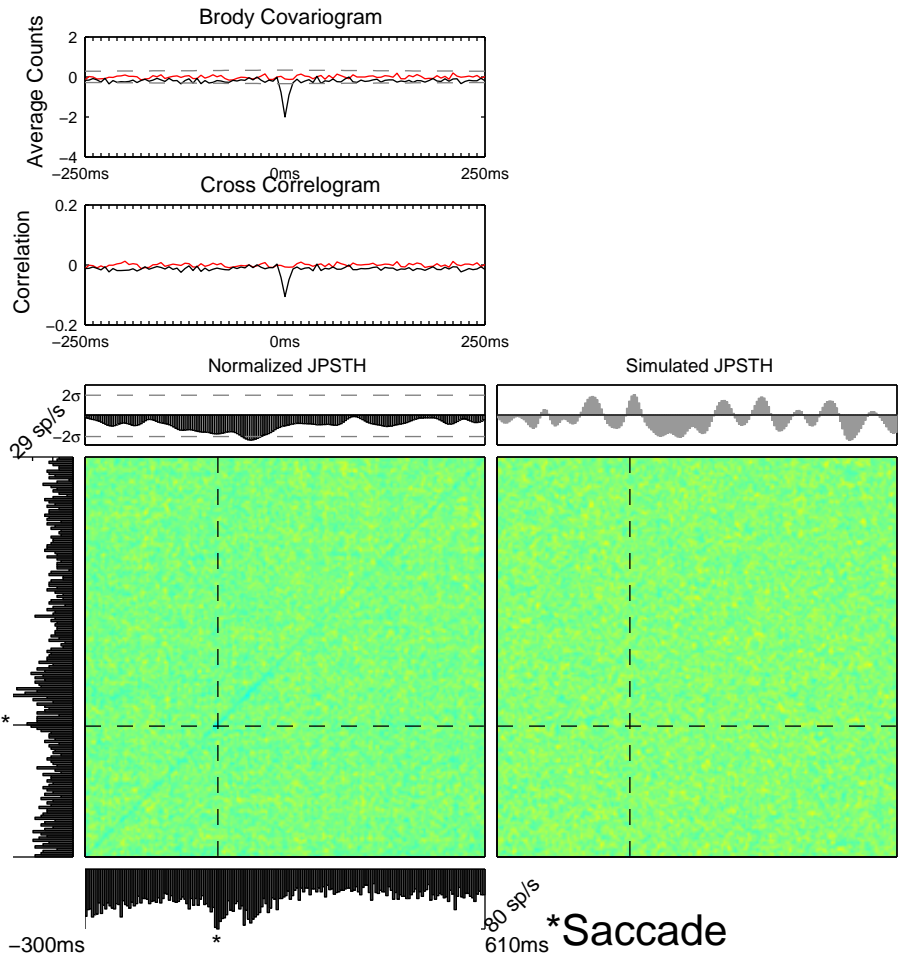 Brody Covariogram
Average Counts
2
0
−2
−4
−250ms
0ms
250ms
Cross Correlogram
Correlation
0.2
0
−0.2
−250ms
0ms
250ms
Normalized JPSTH
Simulated JPSTH
2σ
−2σ
29 sp/s
*
*
80 sp/s
−300ms
610ms
*Saccade